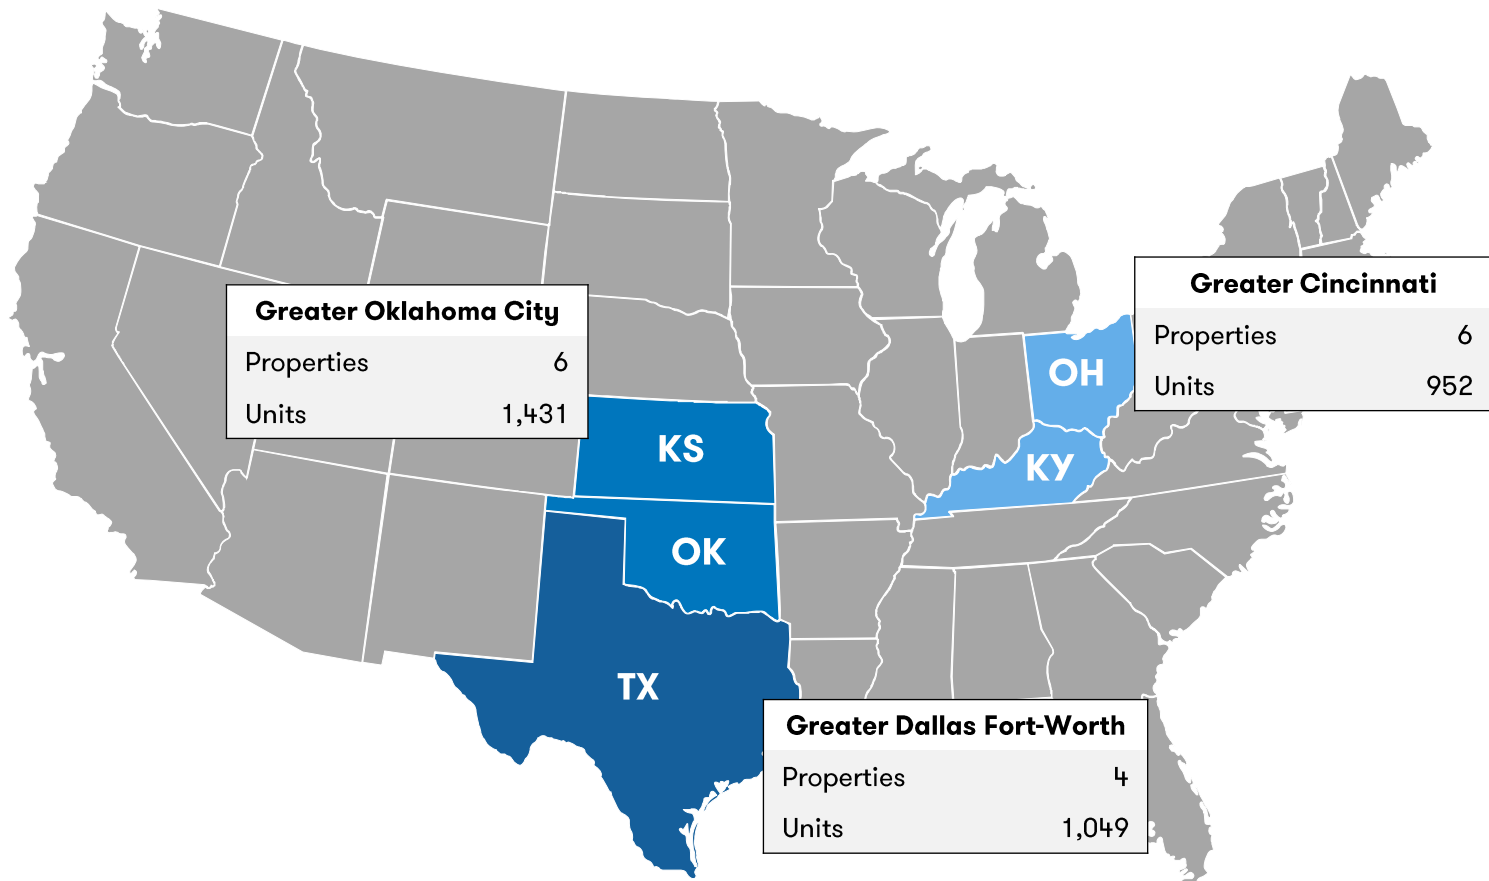 Greater Oklahoma City
Properties 6
Units 1,431
Greater Cincinnati
Properties 6
Units 952
OH
KY
KS
OK
TX
Greater Dallas Fort-Worth
Properties 4
Units 1,049